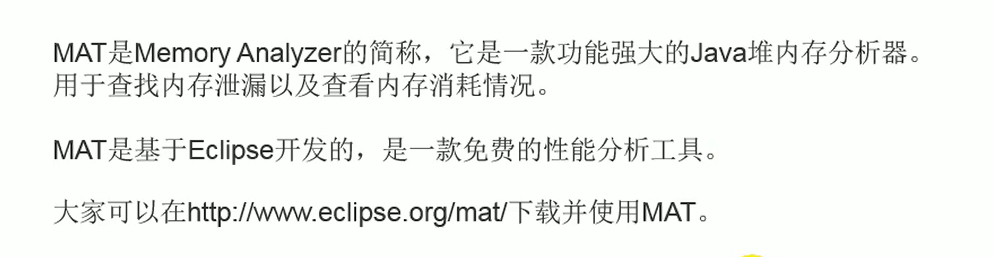 MAT是Memory Analyzer的简称，它是一款功能强大的Java堆内存分析器。
用于查找内存泄漏以及查看内存消耗情况。
MAT是基于Eclipse开发的，是一款免费的性能分析工具。
大家可以在http://www.eclipse.org/mat/下载并使用MAT。